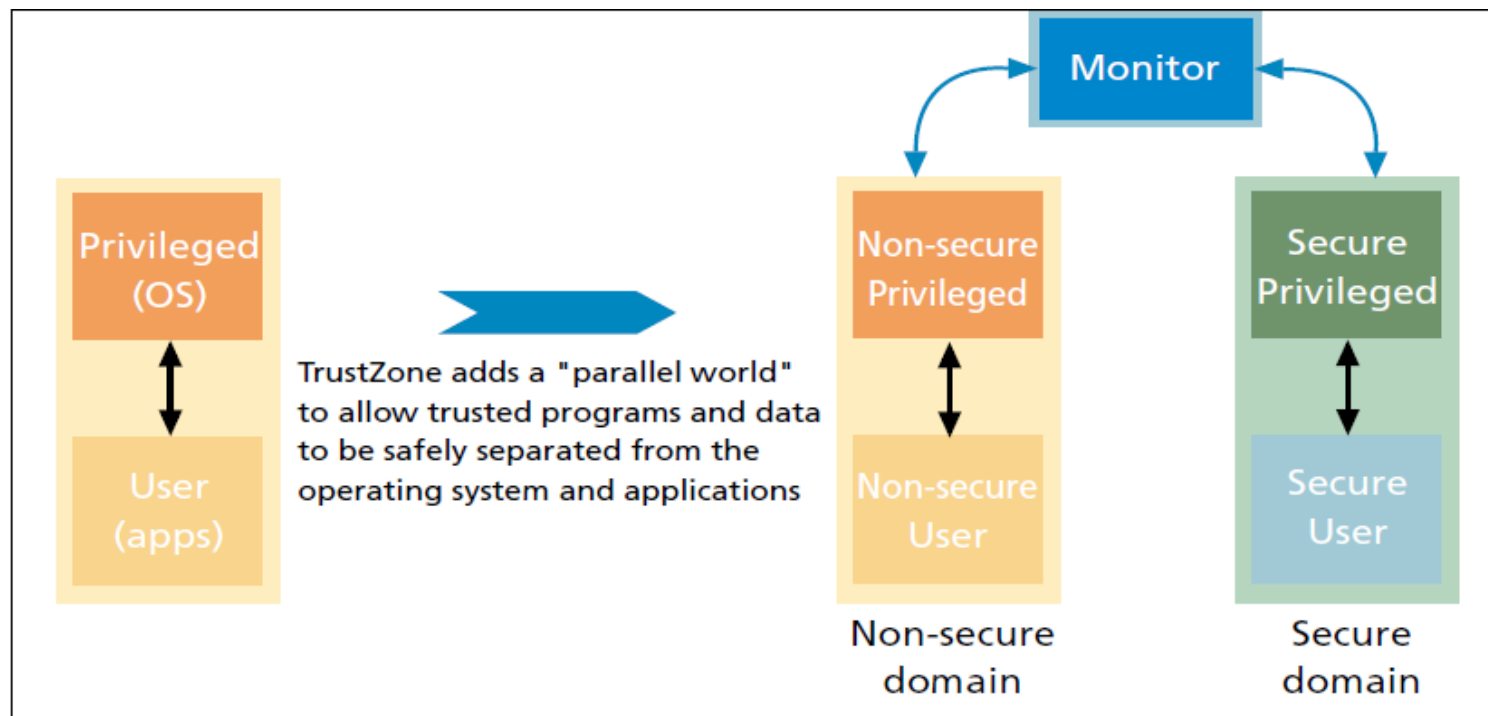 Monitor
Privileged
(OS)
User
(apps)
TrustZone adds a "parallel world"
to allow trusted programs and data
to be safely separated from the
operating system and applications
Non-secure
Privileged
Non-secure
User
Non-secure
domain
Secure
Privileged
Secure
User
Secure
domain